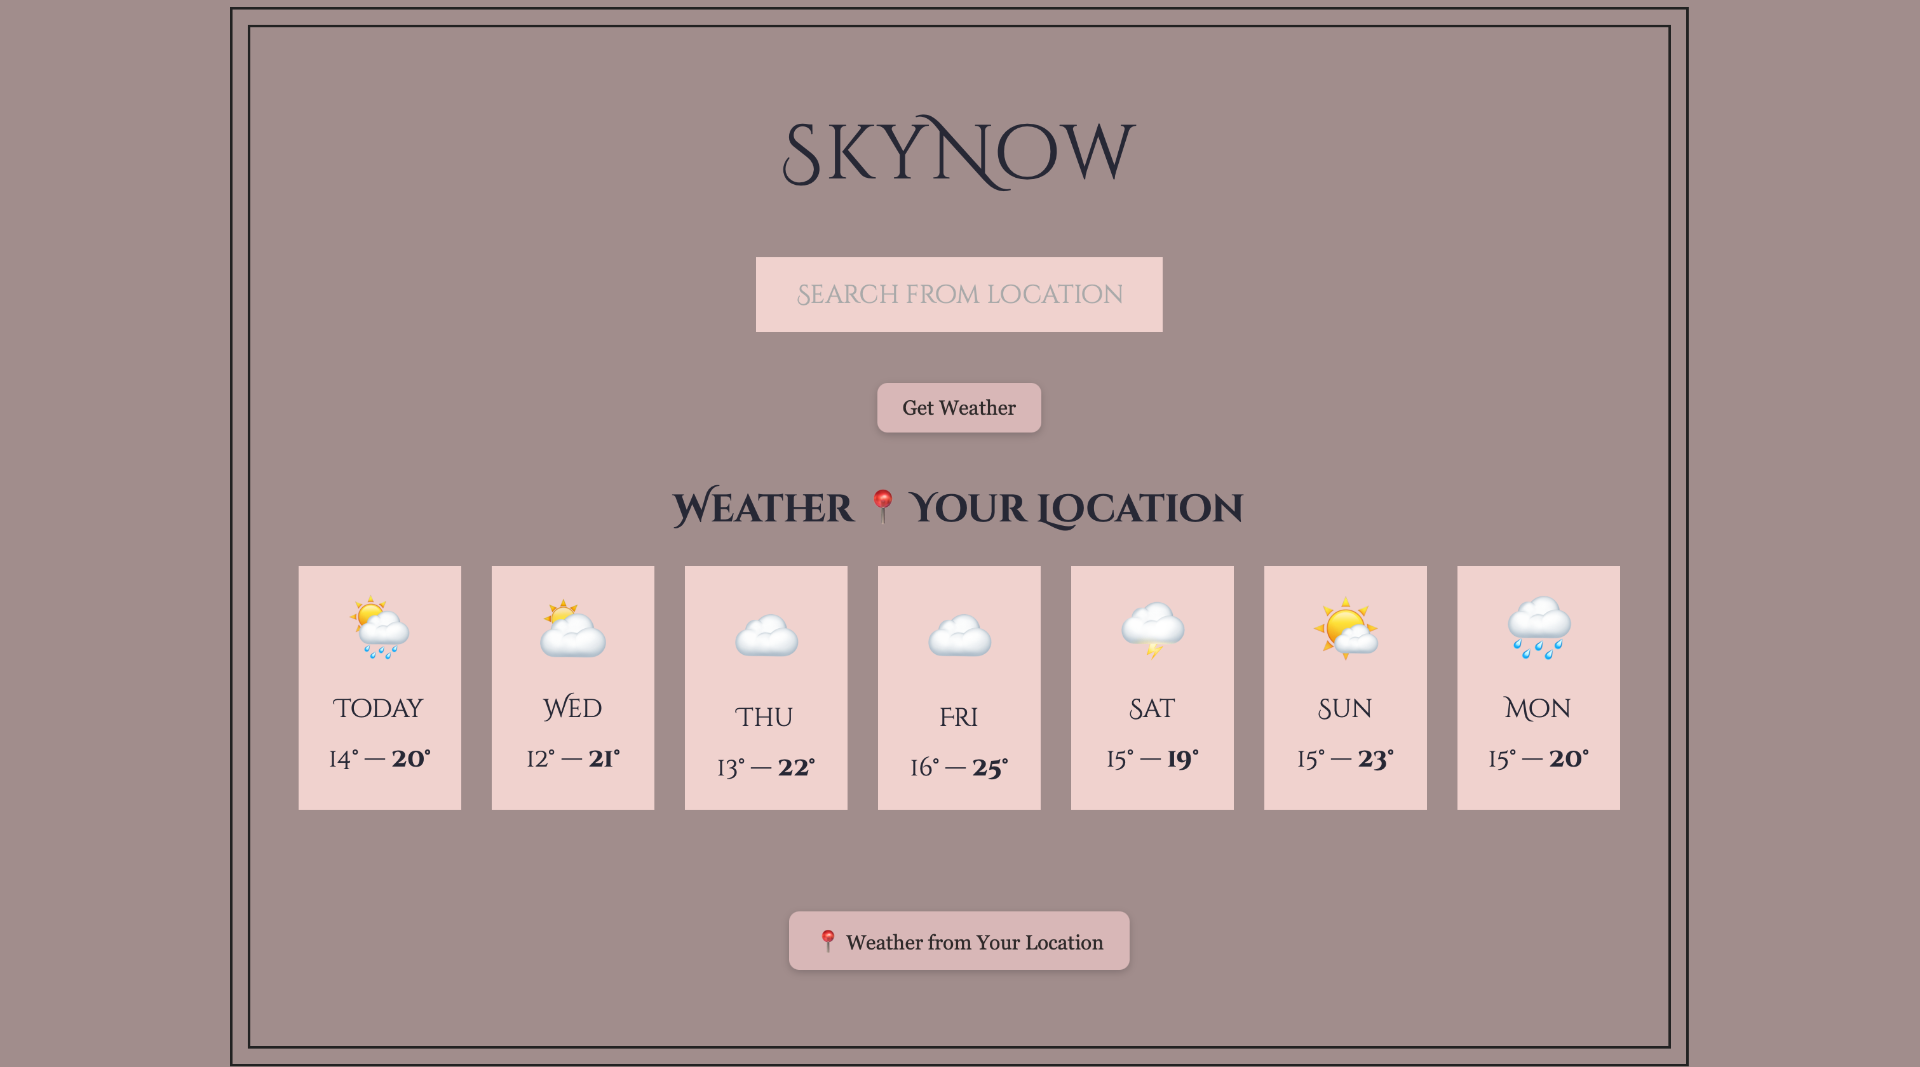 SkyNow
Search from location
Get Weather
Weather 📍 Your Location
Today
14° — 20°
Wed
12° — 21°
Thu
13° — 22°
Fri
16° — 25°
Sat
15° — 19°
Sun
15° — 23°
Mon
15° — 20°
📍 Weather from Your Location